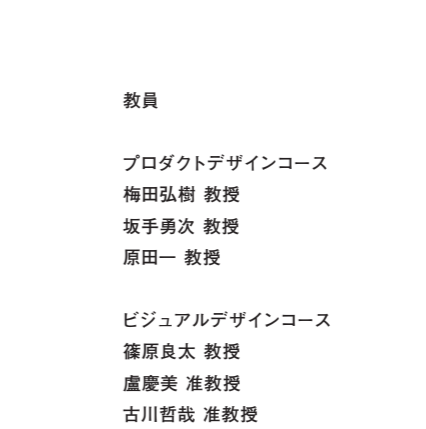 教員
プロダクトデザインコース
梅田弘樹 教授
坂手勇次 教授
原田一 教授
ビジュアルデザインコース
篠原良太 教授
盧慶美 准教授
古川哲哉 准教授